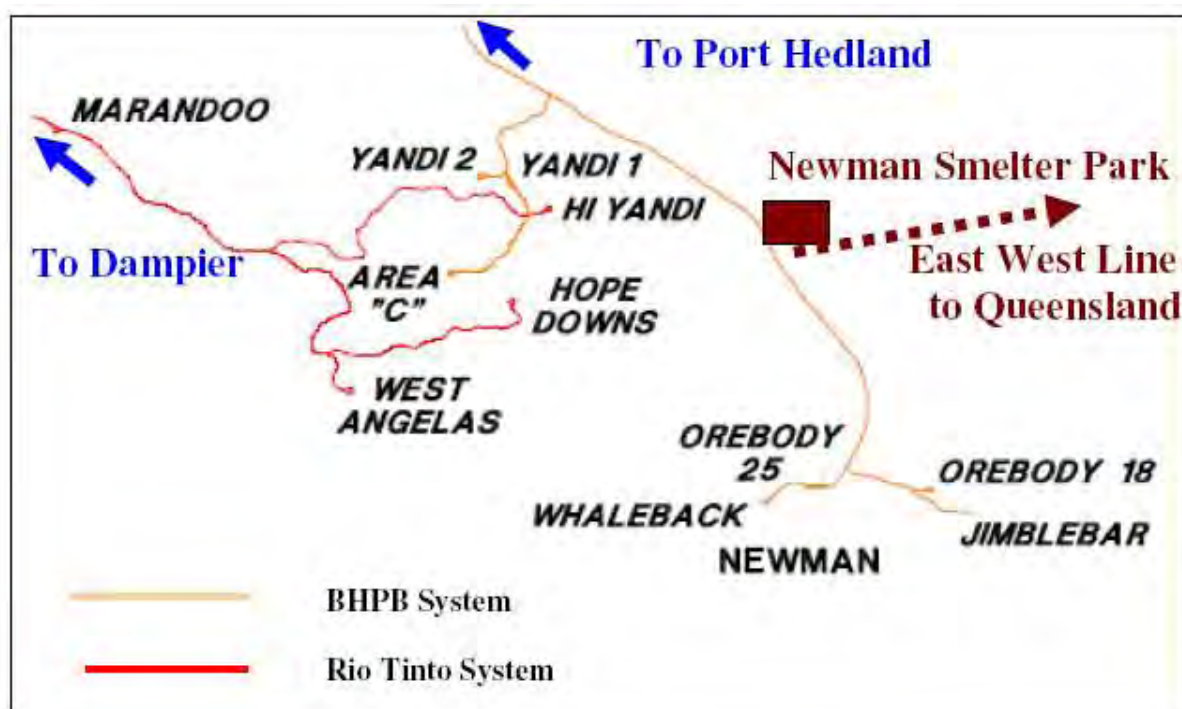 To Port Hedland
MARANDOO
YANDI 2
YANDI 1
Newman Smelter Park
HI YANDI
To Dampier
East West Line
to Queensland
AREA
"C"
HOPE
DOWNS
WEST
ANGELAS
OREBODY
25
OREBODY 18
WHALEBACK
JIMBLEBAR
NEWMAN
BHPB System
Rio Tinto System